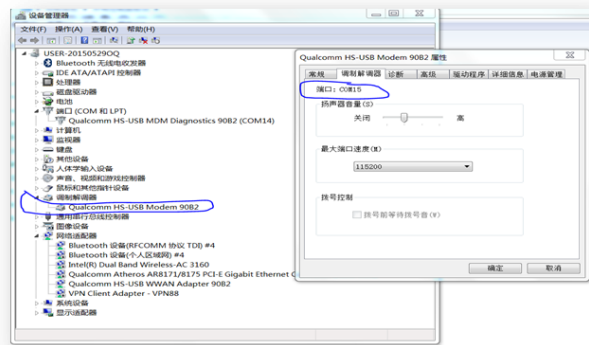 设备管理器
文件(F) 操作(A) 查看(V) 帮助(H)
USER-20150529OQ
Bluetooth 无线电收发器
IDE ATA/ATAPI 控制器
处理器
磁盘驱动器
电池
端口 (COM 和 LPT)
Qualcomm HS-USB MDM Diagnostics 90B2 (COM14)
计算机
监视器
键盘
其他设备
人体学输入设备
声音、视频和游戏控制器
鼠标和其他指针设备
调制解调器
Qualcomm HS-USB Modem 90B2
通用串行总线控制器
图像设备
网络适配器
Bluetooth 设备(RFCOMM 协议 TDI) #4
Bluetooth 设备(个人区域网) #4
Intel(R) Dual Band Wireless-AC 3160
Qualcomm Atheros AR8171/8175 PCI-E Gigabit Ethernet
Qualcomm HS-USB WWAN Adapter 90B2
VPN Client Adapter - VPN88
系统设备
显示适配器
Qualcomm HS-USB Modem 90B2 属性
常规 调制解调器 诊断 高级 驱动程序 详细信息 电源管理
端口: COM15
扬声器音量(S)
关闭 高
最大端口速度(M)
115200
拨号控制
拨号前等待拨号音(W)
确定 取消